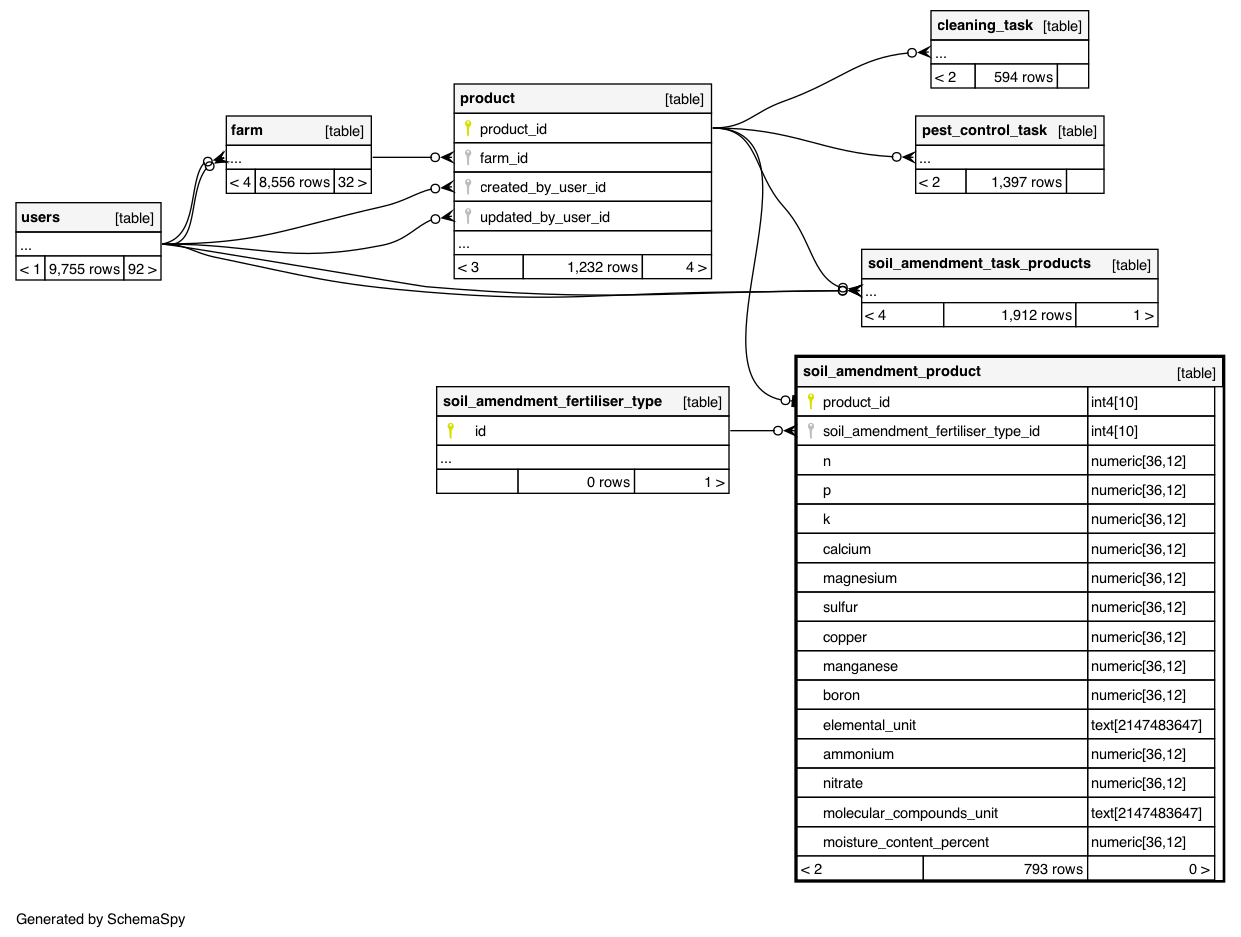 cleaning_task [table]
...
< 2 594 rows
product [table]
product_id
farm_id
created_by_user_id
updated_by_user_id
...
< 3 1,232 rows 4 >
farm [table]
...
< 4 8,556 rows 32 >
pest_control_task [table]
...
< 2 1,397 rows
users [table]
...
< 1 9,755 rows 92 >
soil_amendment_task_products [table]
...
< 4 1,912 rows 1 >
soil_amendment_fertiliser_type [table]
id
...
0 rows 1 >
soil_amendment_product [table]
product_id int4[10]
soil_amendment_fertiliser_type_id int4[10]
n numeric[36,12]
p numeric[36,12]
k numeric[36,12]
calcium numeric[36,12]
magnesium numeric[36,12]
sulfur numeric[36,12]
copper numeric[36,12]
manganese numeric[36,12]
boron numeric[36,12]
elemental_unit text[2147483647]
ammonium numeric[36,12]
nitrate numeric[36,12]
molecular_compounds_unit text[2147483647]
moisture_content_percent numeric[36,12]
< 2 793 rows 0 >
Generated by SchemaSpy